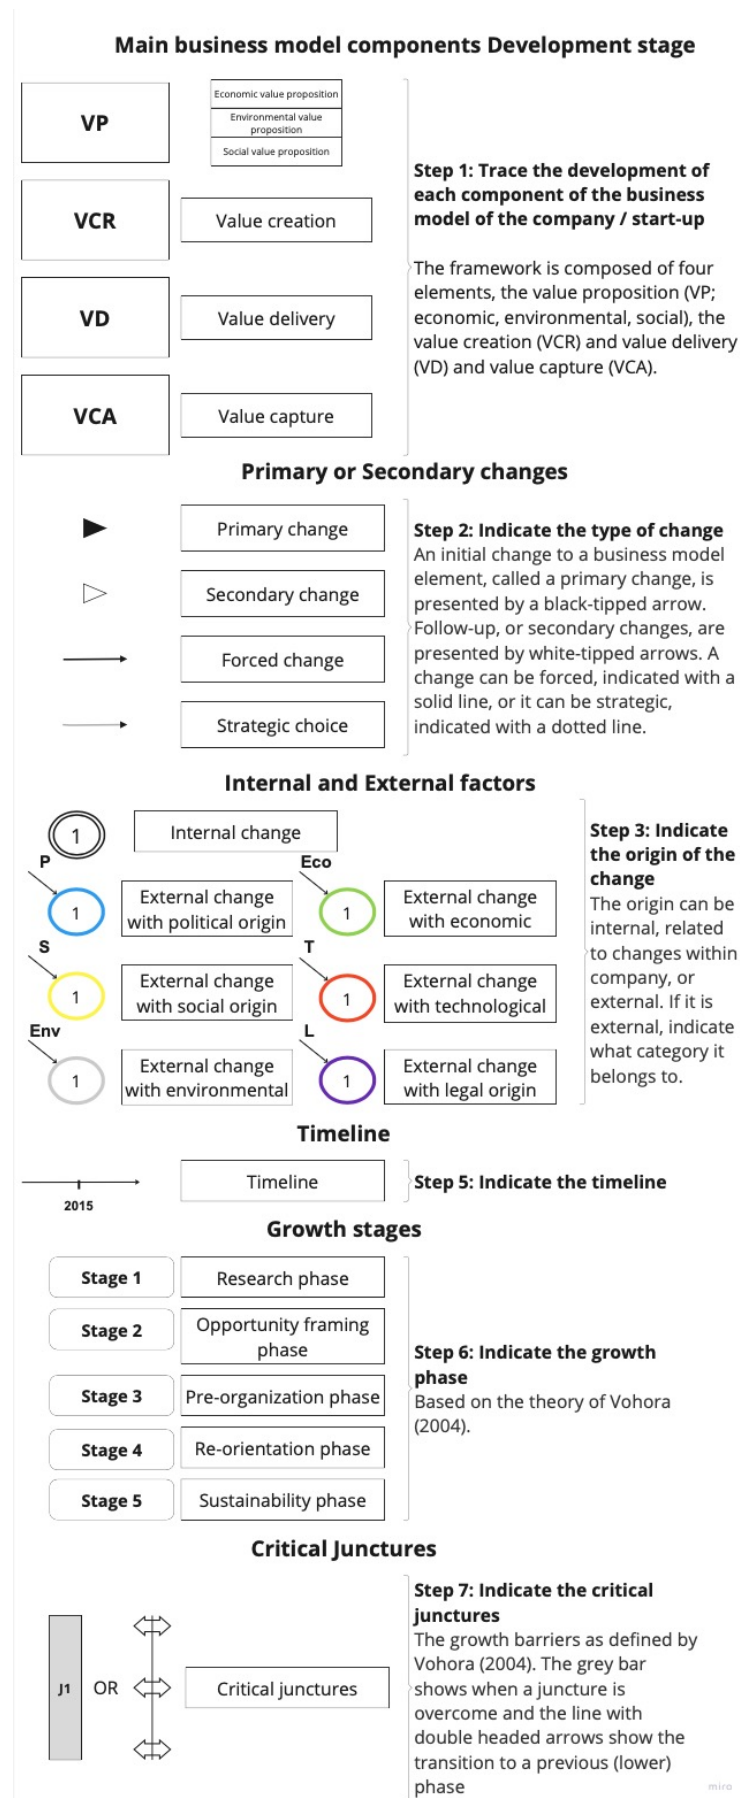 Main business model components Development stage
VP
Economic value proposition
Environmental value
proposition
Social value proposition
VCR
Value creation
VD
Value delivery
VCA
Value capture
Step 1: Trace the development of
each component of the business
model of the company / start-up
The framework is composed of four
elements, the value proposition (VP;
economic, environmental, social), the
value creation (VCR) and value delivery
(VD) and value capture (VCA).
Primary or Secondary changes
Primary change
Secondary change
Forced change
Strategic choice
Step 2: Indicate the type of change
An initial change to a business model
element, called a primary change, is
presented by a black-tipped arrow.
Follow-up, or secondary changes, are
presented by white-tipped arrows. A
change can be forced, indicated with a
solid line, or it can be strategic,
indicated with a dotted line.
Internal and External factors
1
Internal change
P
1
External change
with political origin
Eco
1
External change
with economic
S
1
External change
with social origin
T
1
External change
with technological
Env
1
External change
with environmental
L
1
External change
with legal origin
Step 3: Indicate
the origin of the
change
The origin can be
internal, related
to changes within
company, or
external. If it is
external, indicate
what category it
belongs to.
Timeline
2015
Timeline
Step 5: Indicate the timeline
Growth stages
Stage 1
Research phase
Stage 2
Opportunity framing
phase
Stage 3
Pre-organization phase
Stage 4
Re-orientation phase
Stage 5
Sustainability phase
Step 6: Indicate the growth
phase
Based on the theory of Vohora
(2004).
Critical Junctures
J1
OR
Critical junctures
Step 7: Indicate the critical
junctures
The growth barriers as defined by
Vohora (2004). The grey bar
shows when a juncture is
overcome and the line with
double headed arrows show the
transition to a previous (lower)
phase
miro